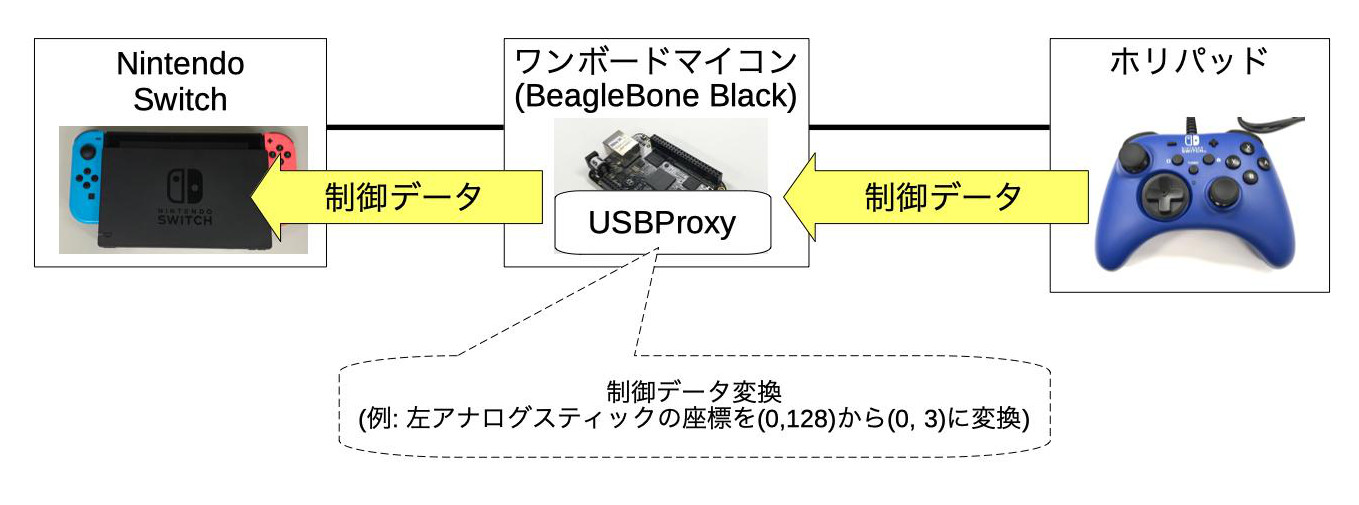 Nintendo
Switch
NINTENDO
SWITCH
制御データ
ワンボードマイコン
(BeagleBone Black)
USBProxy
制御データ
ホリパッド
制御データ変換
(例: 左アナログスティックの座標を(0,128)から(0, 3)に変換)